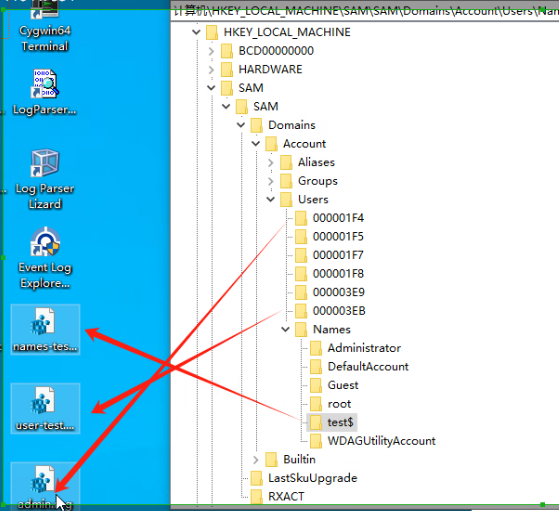 Cygwin64
Terminal
LogParser...
Log Parser
Lizard
Event Log
Explore...
names-tes...
user-test....
计算机\HKEY_LOCAL_MACHINE\SAM\SAM\Domains\Account\Users\Nam
HKEY_LOCAL_MACHINE
BCD00000000
HARDWARE
SAM
SAM
Domains
Account
Aliases
Groups
Users
000001F4
000001F5
000001F7
000001F8
000003E9
000003EB
Names
Administrator
DefaultAccount
Guest
root
test$
WDAGUtilityAccount
Builtin
LastSkuUpgrade
RXACT